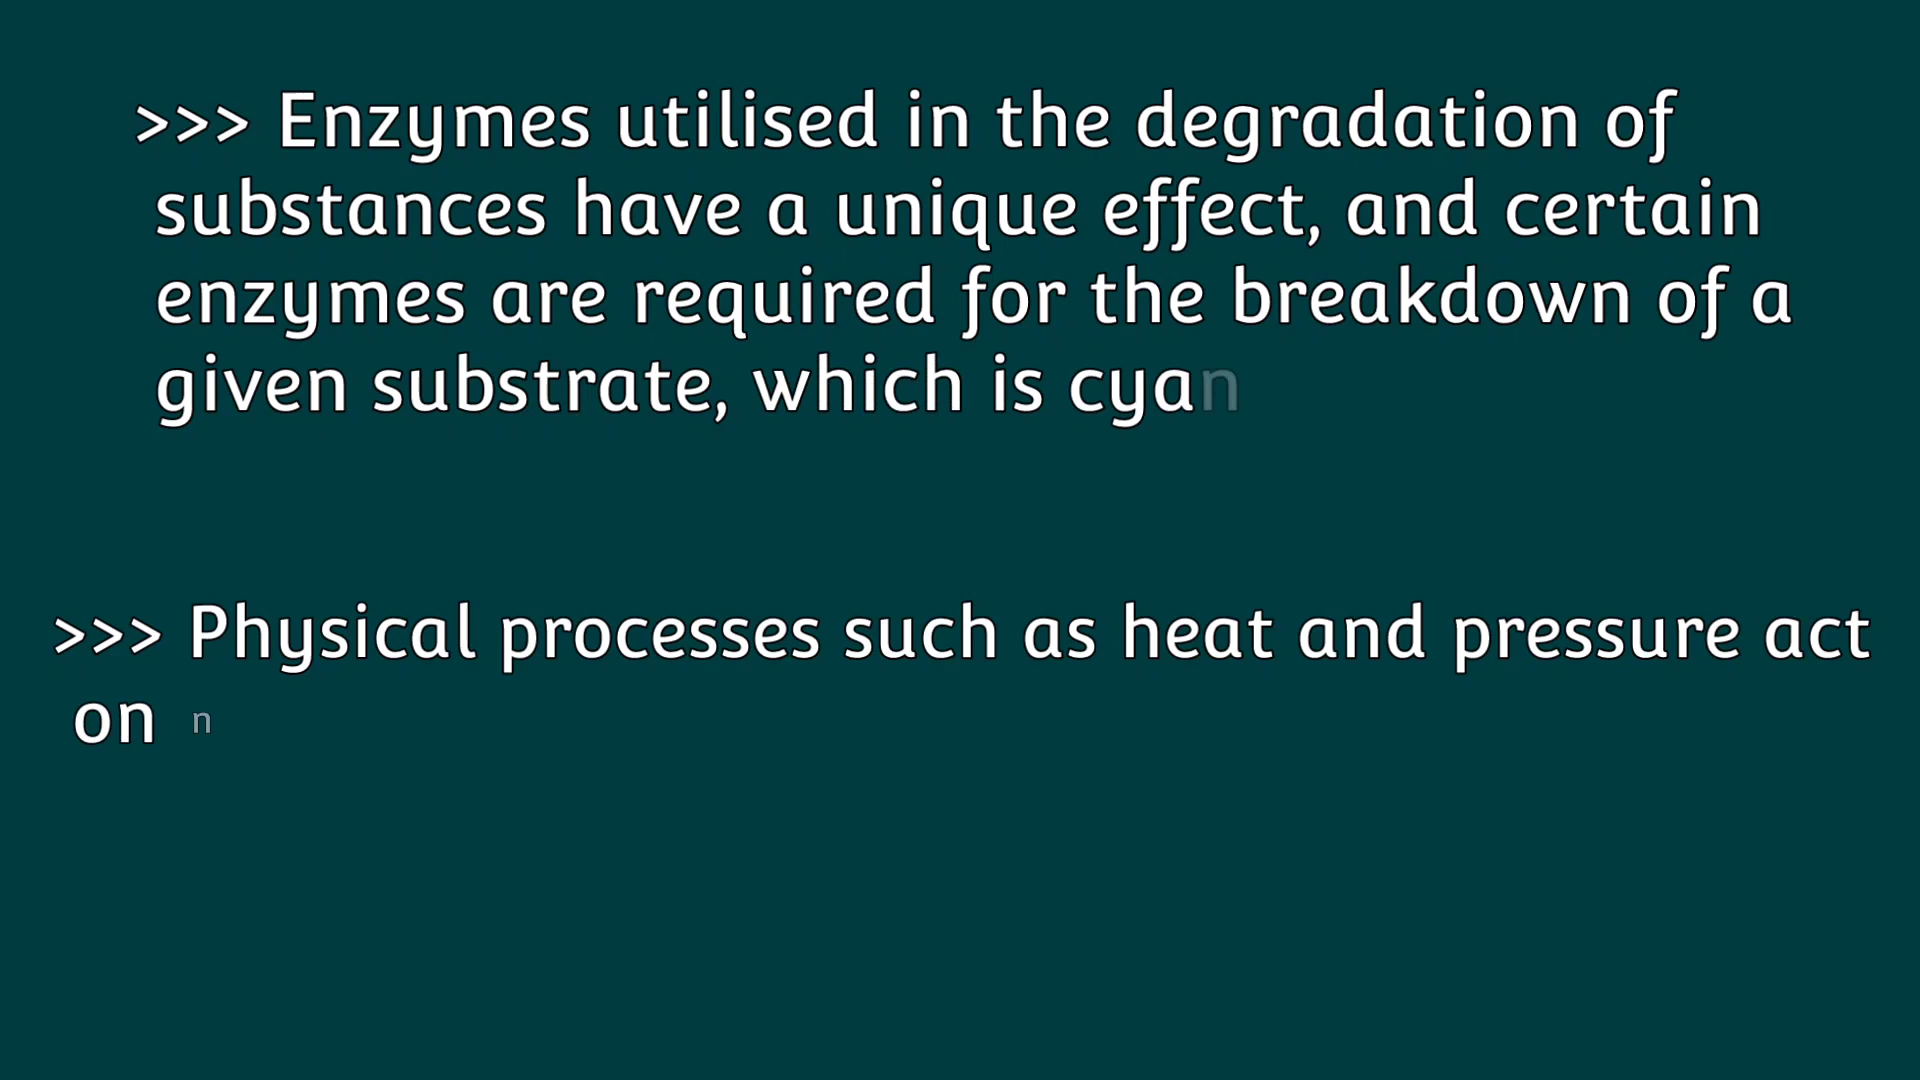 >>> Enzymes utilised in the degradation of
substances have a unique effect, and certain
enzymes are required for the breakdown of a
given substrate, which is cyan
>>> Physical processes such as heat and pressure act
on n